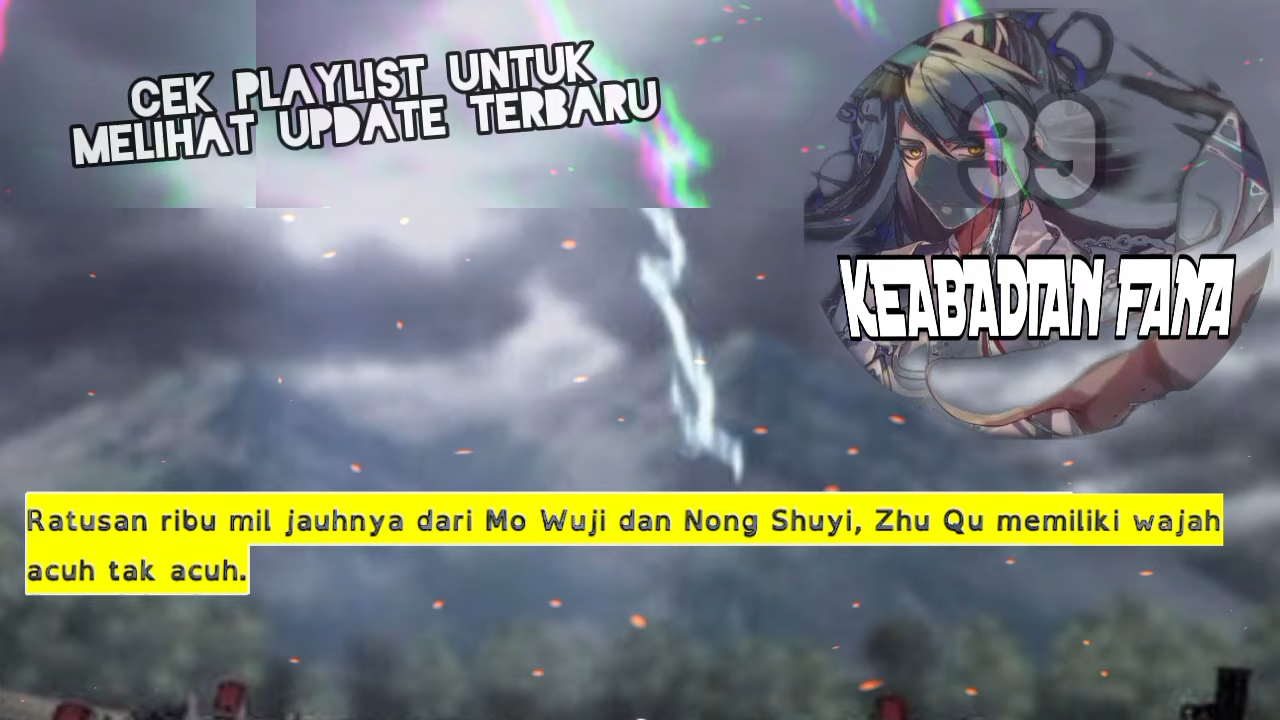 CEK PLAYLIST UNTUK
MELIHAT UPDATE TERBARU
39
KEABADIAN FANA
Ratusan ribu mil jauhnya dari Mo Wuji dan Nong Shuyi, Zhu Qu memiliki wajah
acuh tak acuh.